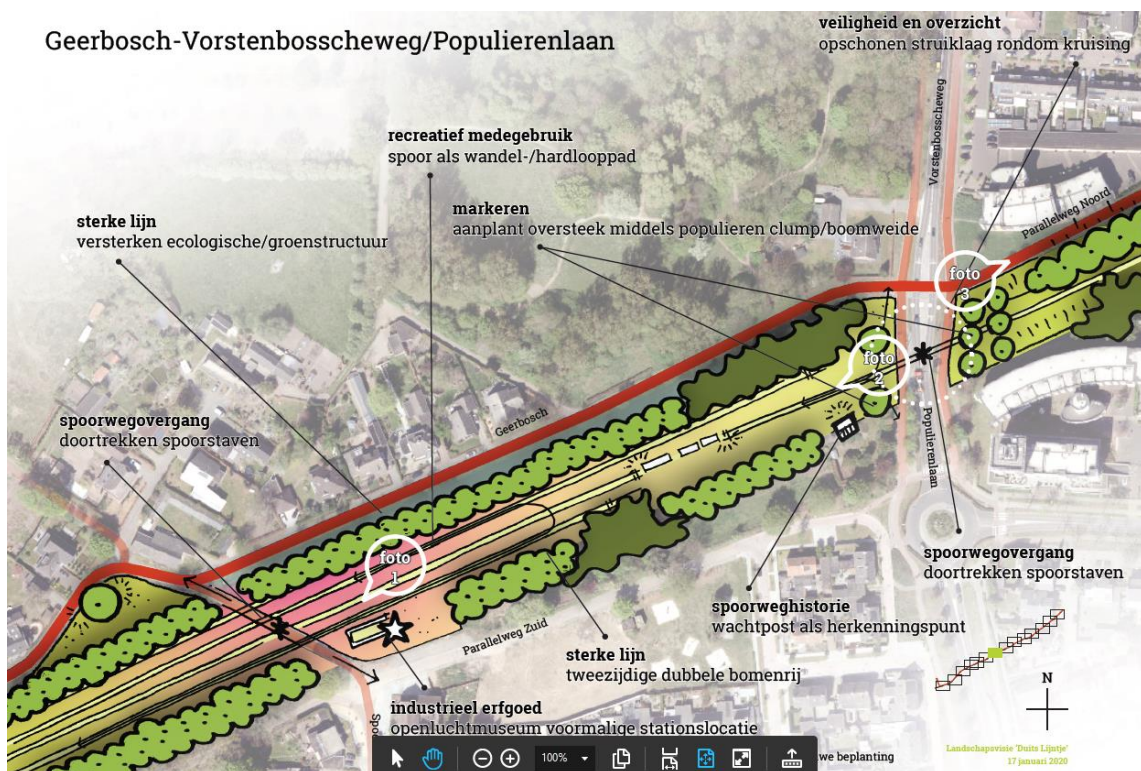 Geerbosch-Vorstenbosscheweg/Populierenlaan
veiligheid en overzicht
opschonen struiklaag rondom kruising
recreatief medegebruik
spoor als wandel-/hardlooppad
Vorstenbosscheweg
markeren
aanplant oversteek middels populieren clump/boomweide
Parallelweg Noord
sterke lijn
versterken ecologische/groenstructuur
foto
3
foto
2
spoorwegovergang
doortrekken spoorstaven
Geerbosch
Populierenlaan
foto
1
spoorwegovergang
doortrekken spoorstaven
spoorweghistorie
wachtpost als herkenningspunt
Parallelweg Zuid
sterke lijn
tweezijdige dubbele bomenrij
N
industrieel erfgoed
openluchtmuseum voormalige stationslocatie
100%
we beplanting
Landschapsvisie 'Duits Lijntje'
17 januari 2020